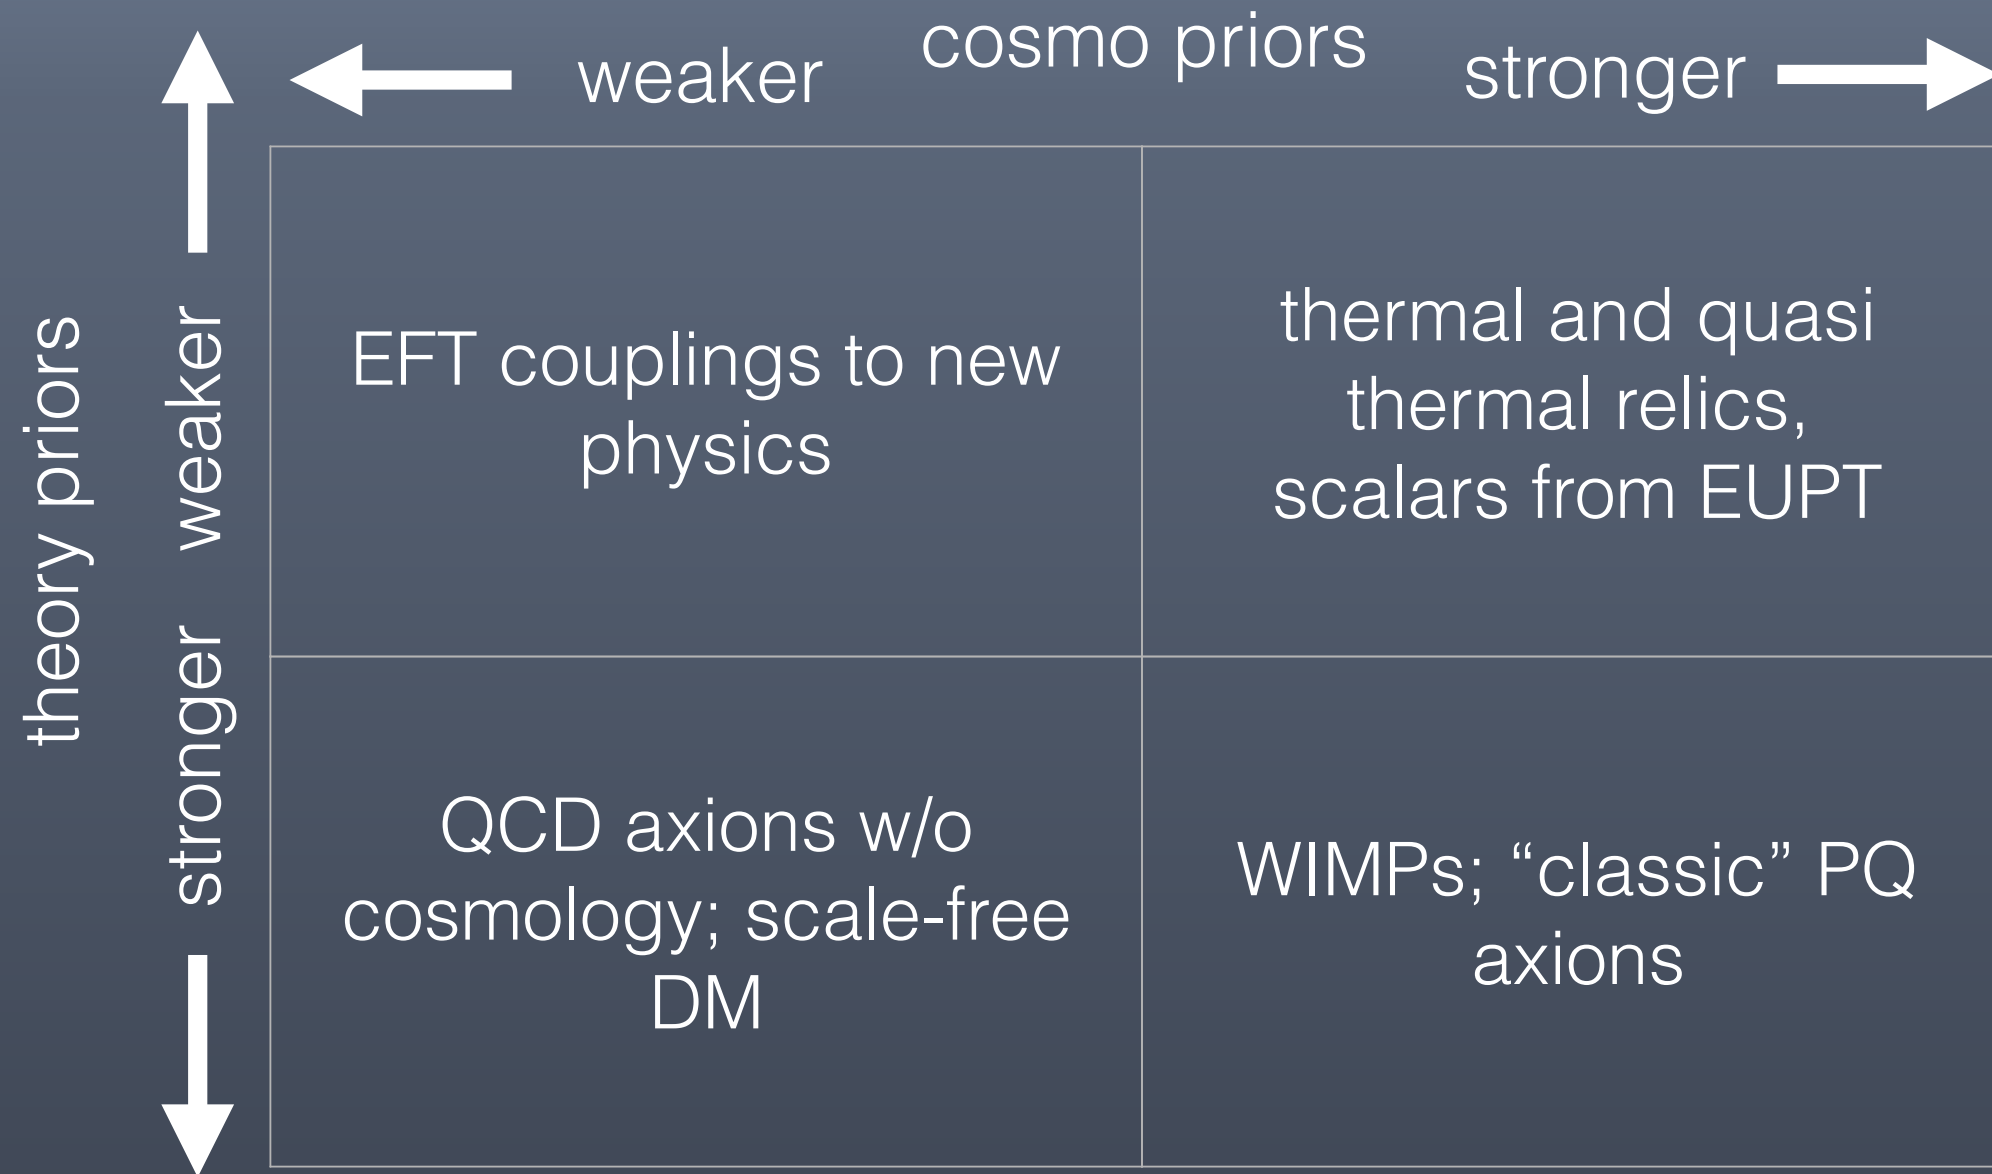 cosmo priors
weaker
stronger
theory priors
weaker
stronger
EFT couplings to new
physics
thermal and quasi
thermal relics,
scalars from EUPT
QCD axions w/o
cosmology; scale-free
DM
WIMPs; “classic” PQ
axions